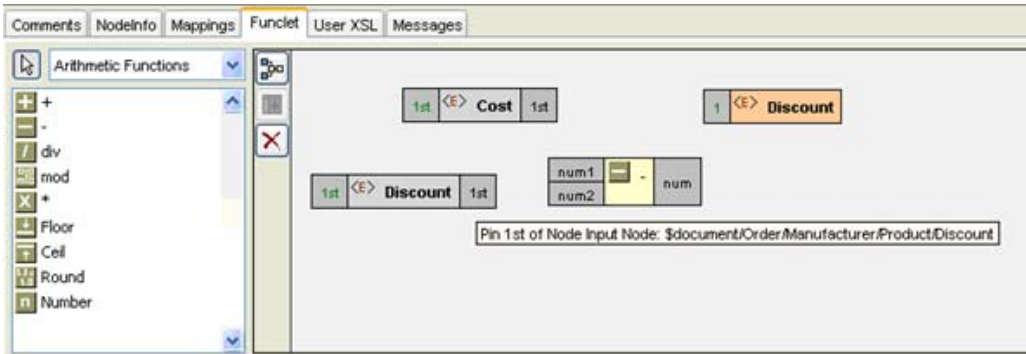 Comments NodeInfo Mappings Funclet User XSL Messages
Arithmetic Functions
+
-
div
mod
*
Floor
Ceil
Round
Number
1st <E> Cost 1st
1 <E> Discount
1st <E> Discount 1st
num1 - num
num2
Pin 1st of Node Input Node: $document/Order/Manufacturer/Product/Discount